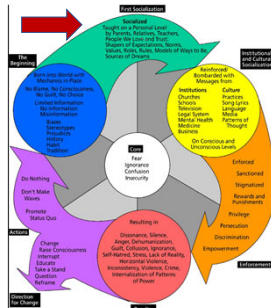 First Socialization
Socialized
Taught on a Personal Level
by Parents, Relatives, Teachers,
People We Love and Trust:
Shapers of Expectations, Norms,
Values, Roles, Rules, Models of Ways to Be,
Sources of Dreams
The Beginning
Born into World with
Mechanics in Place
No Blame, No Consciousness,
No Guilt, No Choice
Limited Information
No Information
Misinformation
Biases
Stereotypes
Prejudices
History
Habit
Tradition
Institutional
and Cultural
Socialization
Reinforced/
Bombarded with
Messages from
Institutions
Churches
Schools
Television
Legal System
Mental Health
Medicine
Business
Culture
Practices
Song Lyrics
Language
Media
Patterns of
Thought
On Conscious and
Unconscious Levels
Core
Fear
Ignorance
Confusion
Insecurity
Enforced
Sanctioned
Stigmatized
Rewards and
Punishments
Privilege
Persecution
Discrimination
Empowerment
Enforcements
Resulting in
Dissonance, Silence,
Anger, Dehumanization,
Guilt, Collusion, Ignorance,
Self-Hatred, Stress, Lack of Reality,
Horizontal Violence,
Inconsistency, Violence, Crime,
Internalization of Patterns
of Power
Do Nothing
Don't Make
Waves
Promote
Status Quo
Actions
Change
Raise Consciousness
Interrupt
Educate
Take a Stand
Question
Reframe
Direction
for Change